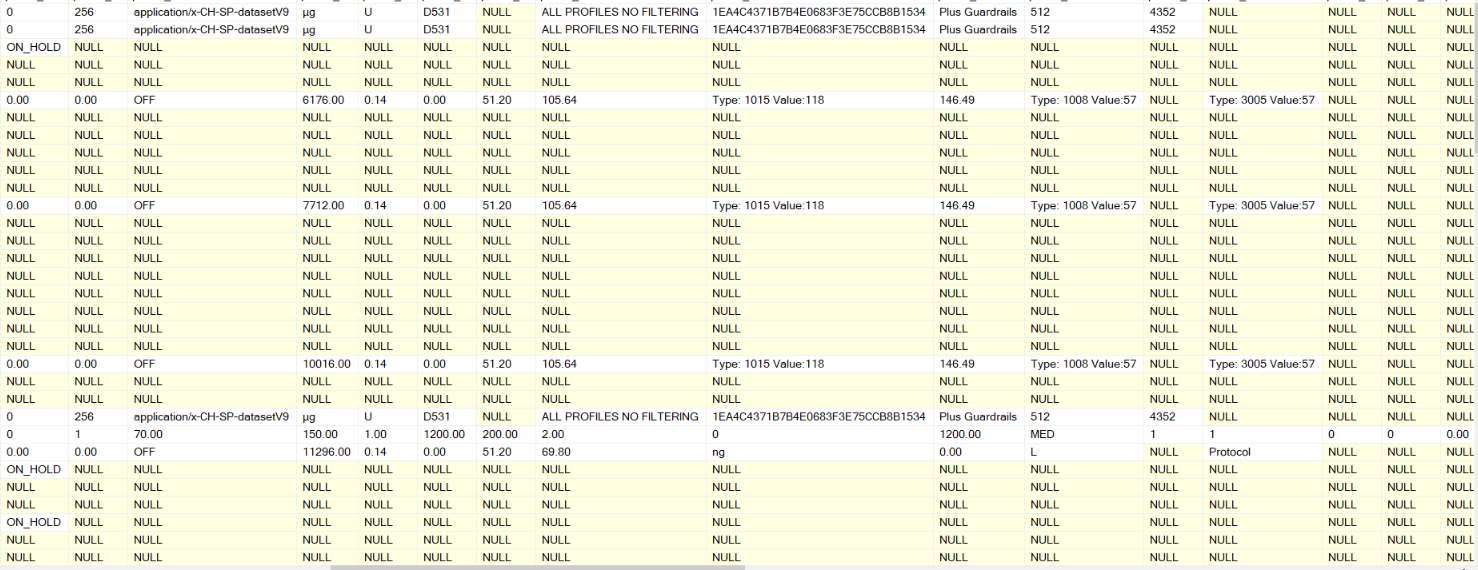 0 256 application/x-CH-SP-datasetV9 µg U D531 NULL ALL PROFILES NO FILTERING 1EA4C4371B7B4E0683F3E75CCB8B1534 Plus Guardrails 512 4352 NULL NULL NULL NULL
0 256 application/x-CH-SP-datasetV9 µg U D531 NULL ALL PROFILES NO FILTERING 1EA4C4371B7B4E0683F3E75CCB8B1534 Plus Guardrails 512 4352 NULL NULL NULL NULL
ON_HOLD NULL NULL NULL NULL NULL NULL NULL NULL NULL NULL NULL NULL NULL NULL NULL
NULL NULL NULL NULL NULL NULL NULL NULL NULL NULL NULL NULL NULL NULL NULL NULL
NULL NULL NULL NULL NULL NULL NULL NULL NULL NULL NULL NULL NULL NULL NULL NULL
0.00 0.00 OFF 6176.00 0.14 0.00 51.20 105.64 Type: 1015 Value:118 146.49 Type: 1008 Value:57 NULL Type: 3005 Value:57 NULL NULL NULL
NULL NULL NULL NULL NULL NULL NULL NULL NULL NULL NULL NULL NULL NULL NULL NULL
NULL NULL NULL NULL NULL NULL NULL NULL NULL NULL NULL NULL NULL NULL NULL NULL
NULL NULL NULL NULL NULL NULL NULL NULL NULL NULL NULL NULL NULL NULL NULL NULL
NULL NULL NULL NULL NULL NULL NULL NULL NULL NULL NULL NULL NULL NULL NULL NULL
NULL NULL NULL NULL NULL NULL NULL NULL NULL NULL NULL NULL NULL NULL NULL NULL
0.00 0.00 OFF 7712.00 0.14 0.00 51.20 105.64 Type: 1015 Value:118 146.49 Type: 1008 Value:57 NULL Type: 3005 Value:57 NULL NULL NULL
NULL NULL NULL NULL NULL NULL NULL NULL NULL NULL NULL NULL NULL NULL NULL NULL
NULL NULL NULL NULL NULL NULL NULL NULL NULL NULL NULL NULL NULL NULL NULL NULL
NULL NULL NULL NULL NULL NULL NULL NULL NULL NULL NULL NULL NULL NULL NULL NULL
NULL NULL NULL NULL NULL NULL NULL NULL NULL NULL NULL NULL NULL NULL NULL NULL
NULL NULL NULL NULL NULL NULL NULL NULL NULL NULL NULL NULL NULL NULL NULL NULL
NULL NULL NULL NULL NULL NULL NULL NULL NULL NULL NULL NULL NULL NULL NULL NULL
NULL NULL NULL NULL NULL NULL NULL NULL NULL NULL NULL NULL NULL NULL NULL NULL
NULL NULL NULL NULL NULL NULL NULL NULL NULL NULL NULL NULL NULL NULL NULL NULL
0.00 0.00 OFF 10016.00 0.14 0.00 51.20 105.64 Type: 1015 Value:118 146.49 Type: 1008 Value:57 NULL Type: 3005 Value:57 NULL NULL NULL
NULL NULL NULL NULL NULL NULL NULL NULL NULL NULL NULL NULL NULL NULL NULL NULL
NULL NULL NULL NULL NULL NULL NULL NULL NULL NULL NULL NULL NULL NULL NULL NULL
0 256 application/x-CH-SP-datasetV9 µg U D531 NULL ALL PROFILES NO FILTERING 1EA4C4371B7B4E0683F3E75CCB8B1534 Plus Guardrails 512 4352 NULL NULL NULL NULL
0 1 70.00 150.00 1.00 1200.00 200.00 2.00 0 1200.00 MED 1 1 0 0 0.00
0.00 0.00 OFF 11296.00 0.14 0.00 51.20 69.80 ng 0.00 L NULL Protocol NULL NULL NULL
ON_HOLD NULL NULL NULL NULL NULL NULL NULL NULL NULL NULL NULL NULL NULL NULL NULL
NULL NULL NULL NULL NULL NULL NULL NULL NULL NULL NULL NULL NULL NULL NULL NULL
NULL NULL NULL NULL NULL NULL NULL NULL NULL NULL NULL NULL NULL NULL NULL NULL
ON_HOLD NULL NULL NULL NULL NULL NULL NULL NULL NULL NULL NULL NULL NULL NULL NULL
NULL NULL NULL NULL NULL NULL NULL NULL NULL NULL NULL NULL NULL NULL NULL NULL
NULL NULL NULL NULL NULL NULL NULL NULL NULL NULL NULL NULL NULL NULL NULL NULL